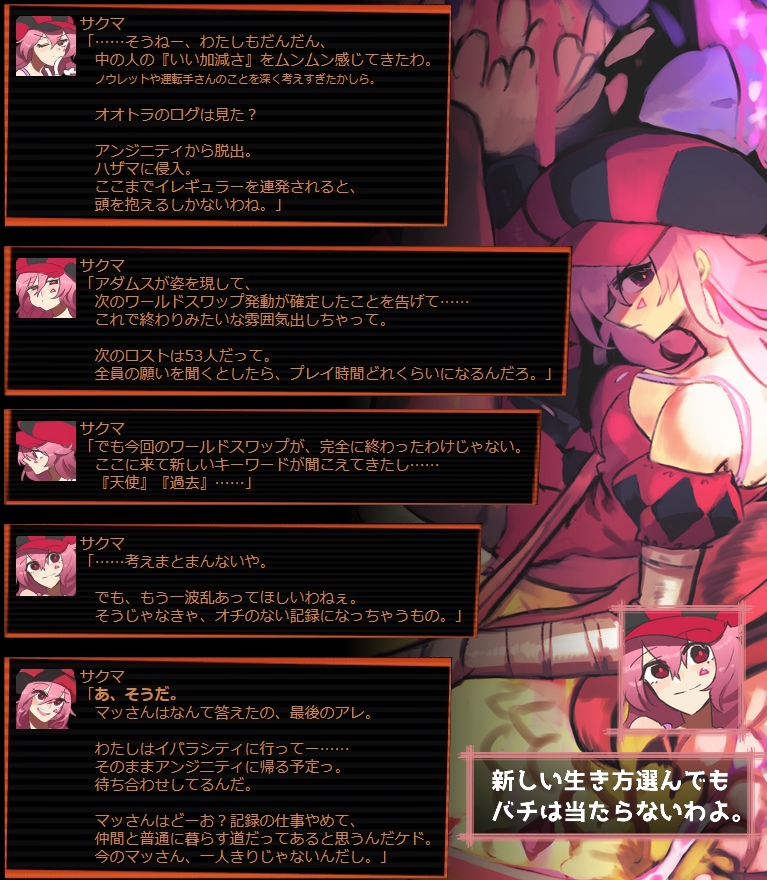 サクマ
「……そうねー、わたしもだんだん、
中の人の『いい加減さ』をムンムン感じてきたわ。
ノウレットや運転手さんのことを深く考えすぎたかしら。
オオトラのログは見た？
アンジニティから脱出。
ハザマに侵入。
ここまでイレギュラーを連発されると、
頭を抱えるしかないわね。」
サクマ
「アダムスが姿を現して、
次のワールドスワップ発動が確定したことを告げて……
これで終わりみたいな雰囲気出しちゃって。
次のロストは53人だって。
全員の願いを聞くとしたら、プレイ時間どれくらいになるんだろ。」
サクマ
「でも今回のワールドスワップが、完全に終わったわけじゃない。
ここに来て新しいキーワードが聞こえてきたし……
『天使』『過去』……」
サクマ
「……考えまとまんないや。
でも、もう一波乱あってほしいわねぇ。
そうじゃなきゃ、オチのない記録になっちゃうもの。」
サクマ
「あ、そうだ。
マッさんはなんて答えたの、最後のアレ。
わたしはイバラシティに行ってー……
そのままアンジニティに帰る予定っ。
待ち合わせしてるんだ。
マッさんはどーお？記録の仕事やめて、
仲間と普通に暮らす道だってあると思うんだケド。
今のマッさん、一人きりじゃないんだし。」
新しい生き方選んでも
バチは当たらないわよ。